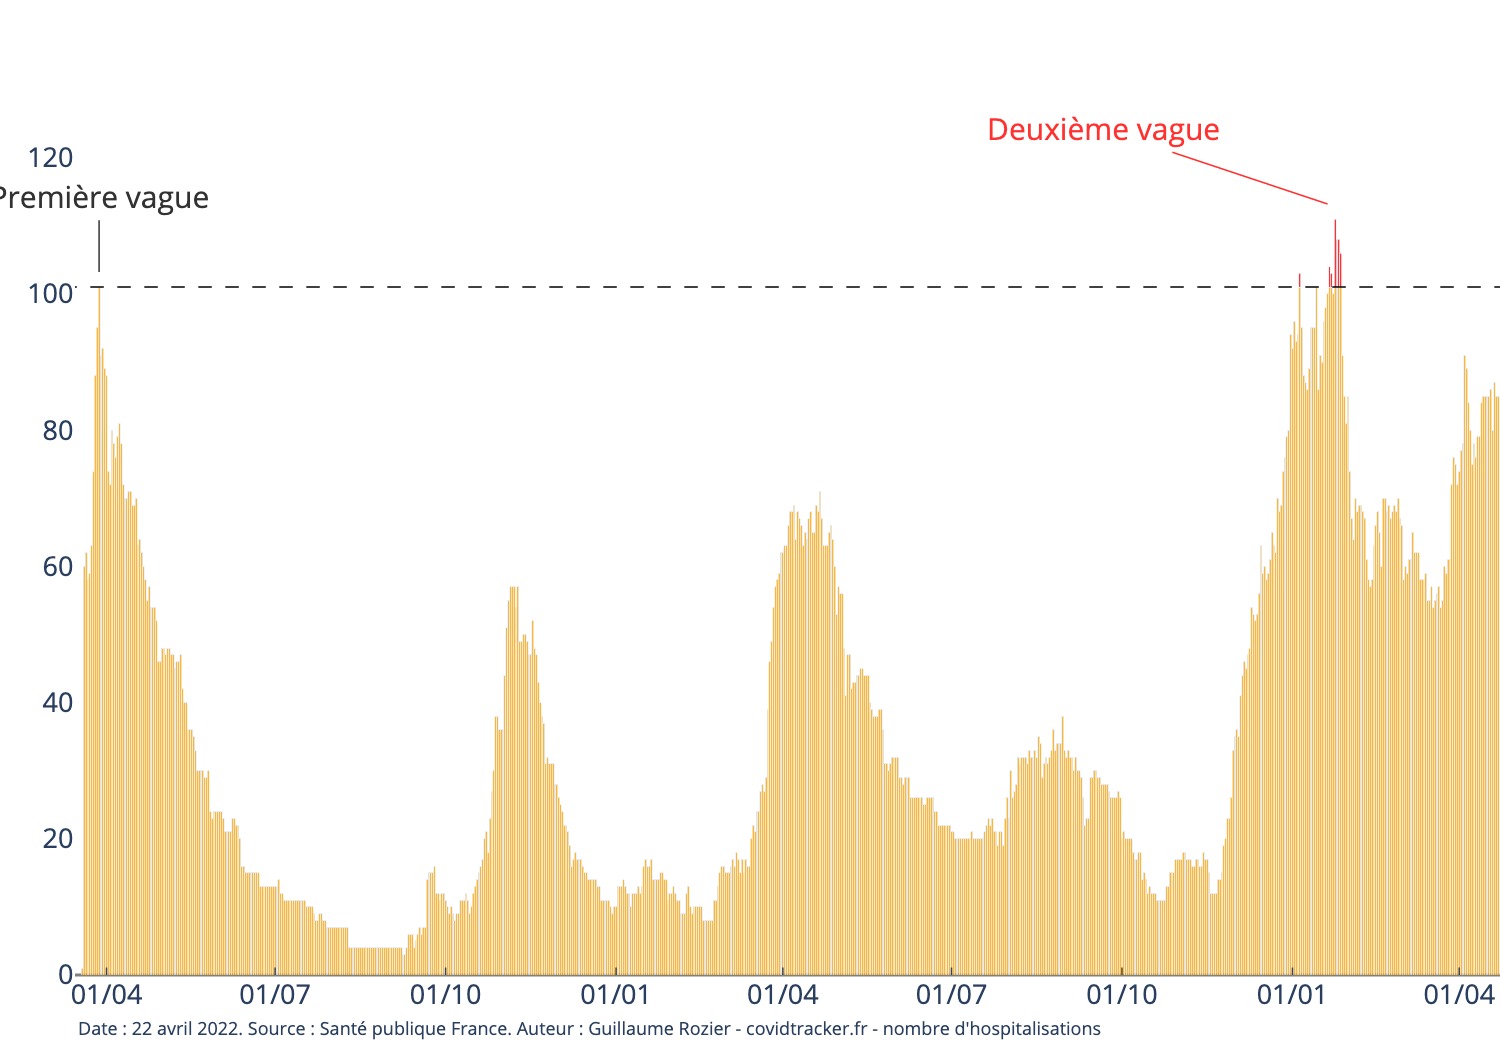 Deuxième vague
120
Première vague
100
80
60
40
20
0
01/04 01/07 01/10 01/01 01/04 01/07 01/10 01/01 01/04
Date : 22 avril 2022. Source : Santé publique France. Auteur : Guillaume Rozier - covidtracker.fr - nombre d'hospitalisations